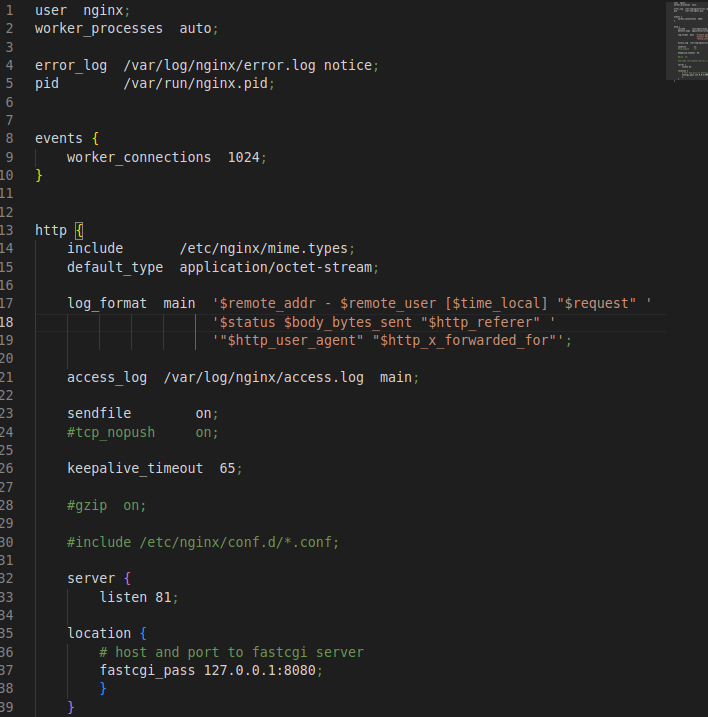 1 user  nginx;
2 worker_processes  auto;
3
4 error_log  /var/log/nginx/error.log notice;
5 pid        /var/run/nginx.pid;
6
7
8 events {
9     worker_connections  1024;
10 }
11
12
13 http {
14     include       /etc/nginx/mime.types;
15     default_type  application/octet-stream;
16
17     log_format  main  '$remote_addr - $remote_user [$time_local] "$request" '
18                       '$status $body_bytes_sent "$http_referer" '
19                       '"$http_user_agent" "$http_x_forwarded_for"';
20
21     access_log  /var/log/nginx/access.log  main;
22
23     sendfile        on;
24     #tcp_nopush     on;
25
26     keepalive_timeout  65;
27
28     #gzip  on;
29
30     #include /etc/nginx/conf.d/*.conf;
31
32     server {
33         listen 81;
34
35     location {
36         # host and port to fastcgi server
37         fastcgi_pass 127.0.0.1:8080;
38         }
39     }